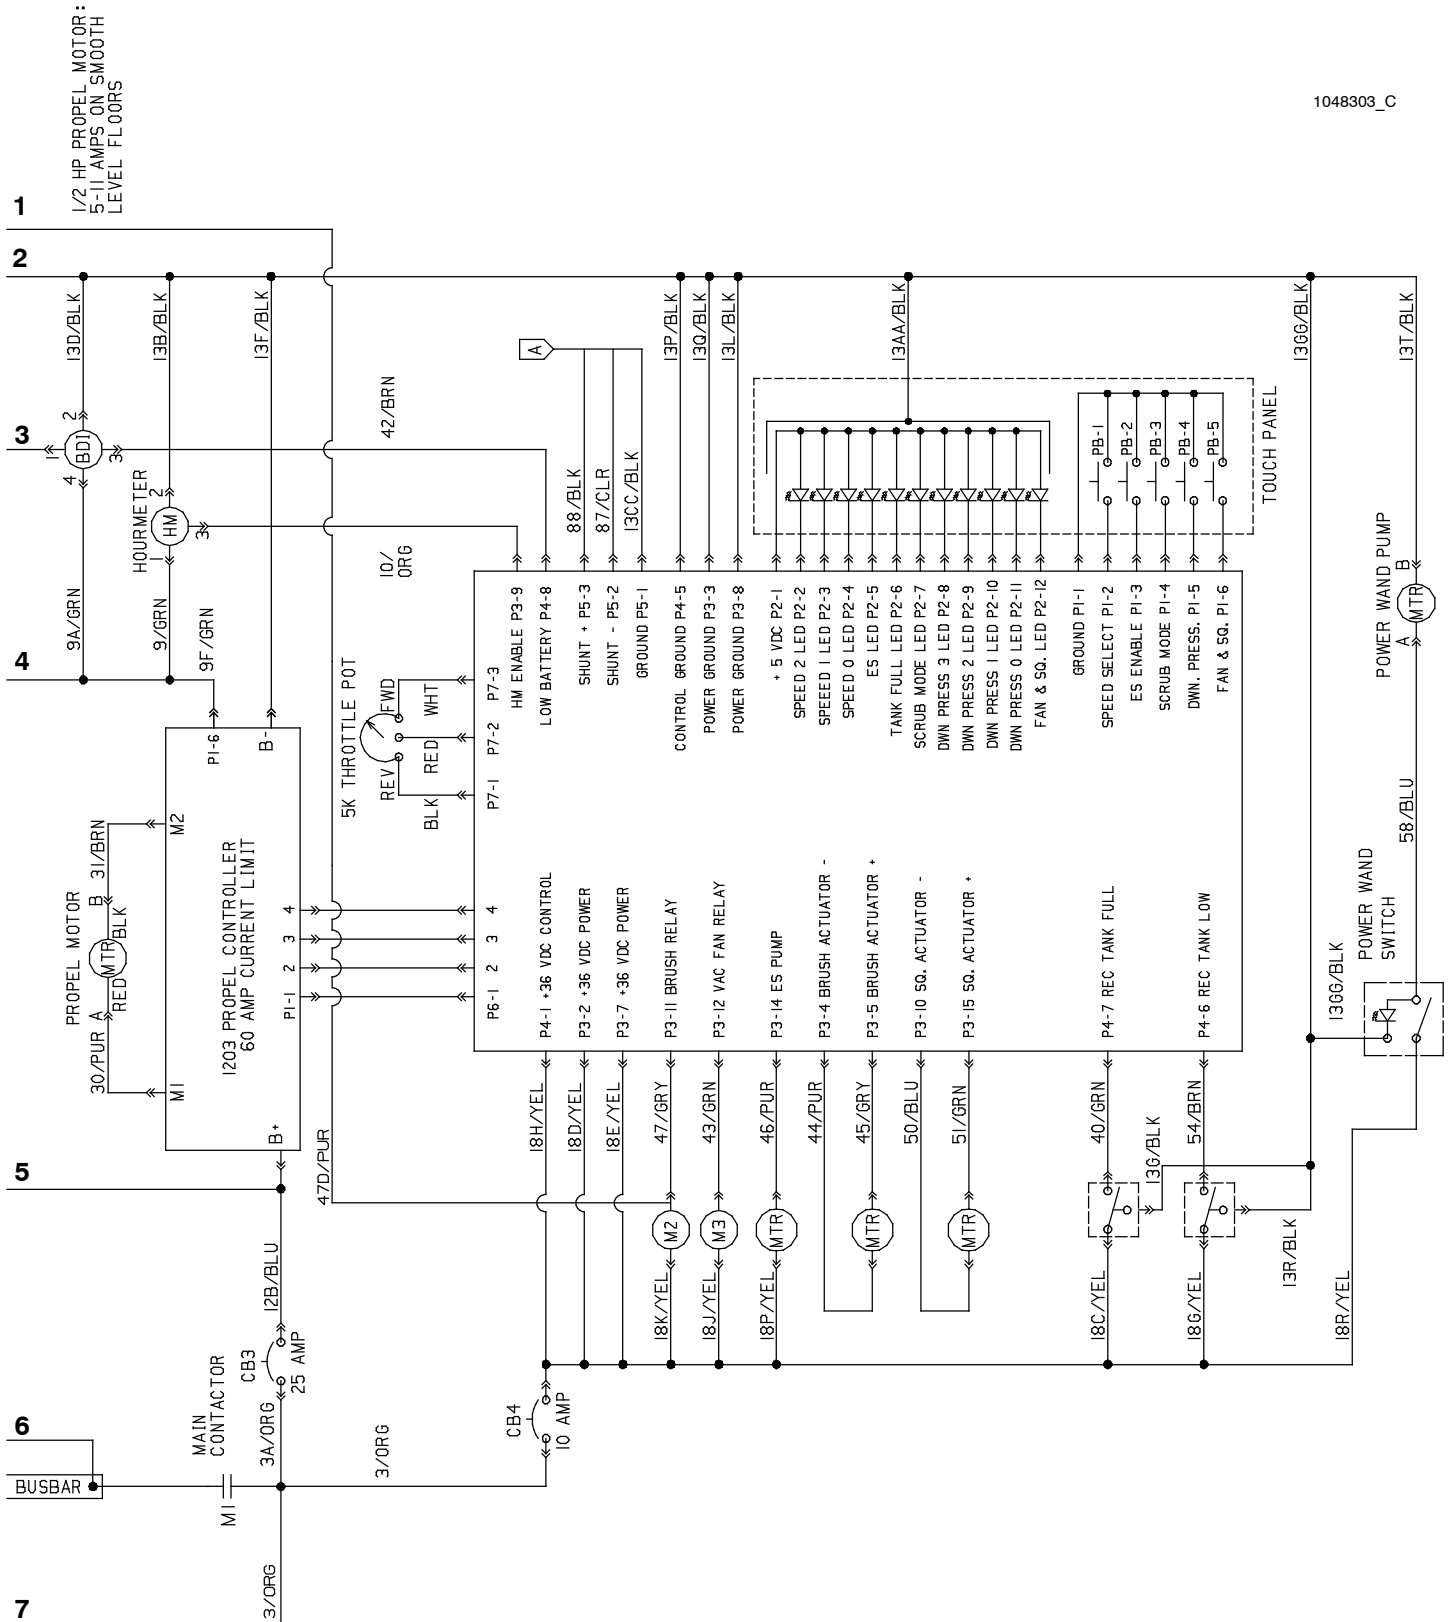 1/2 HP PROPEL MOTOR:
5-11 AMPS ON SMOOTH
LEVEL FLOORS
1048303_C
1
2
3
4
5
6
7
13D/BLK
13B/BLK
13F/BLK
13P/BLK
13Q/BLK
13L/BLK
13AA/BLK
13GG/BLK
13T/BLK
42/BRN
A
88/BLK
87/CLR
13CC/BLK
1
2
3
4
BDI
HOURMETER
1
2
3
HM
9A/GRN
9/GRN
9F/GRN
10/
ORG
PB-1
PB-2
PB-3
PB-4
PB-5
TOUCH PANEL
POWER WAND PUMP
A
B
MTR
58/BLU
5K THROTTLE POT
REV
FWD
BLK
RED
WHT
P7-1
P7-2
P7-3
HM ENABLE P3-9
LOW BATTERY P4-8
SHUNT + P5-3
SHUNT - P5-2
GROUND P5-1
CONTROL GROUND P4-5
POWER GROUND P3-3
POWER GROUND P3-8
+ 5 VDC P2-1
SPEED 2 LED P2-2
SPEEED 1 LED P2-3
SPEED 0 LED P2-4
ES LED P2-5
TANK FULL LED P2-6
SCRUB MODE LED P2-7
DWN PRESS 3 LED P2-8
DWN PRESS 2 LED P2-9
DWN PRESS 1 LED P2-10
DWN PRESS 0 LED P2-11
FAN & SQ. LED P2-12
GROUND P1-1
SPEED SELECT P1-2
ES ENABLE P1-3
SCRUB MODE P1-4
DWN. PRESS. P1-5
FAN & SQ. P1-6
P1-6
B-
M2
M1
B+
1203 PROPEL CONTROLLER
60 AMP CURRENT LIMIT
PROPEL MOTOR
30/PUR
A
RED
MTR
BLK
B
31/BRN
P1-1
2
3
4
P6-1
2
3
4
P4-1 +36 VDC CONTROL
P3-2 +36 VDC POWER
P3-7 +36 VDC POWER
P3-11 BRUSH RELAY
P3-12 VAC FAN RELAY
P3-14 ES PUMP
P3-4 BRUSH ACTUATOR -
P3-5 BRUSH ACTUATOR +
P3-10 SQ. ACTUATOR -
P3-15 SQ. ACTUATOR +
P4-7 REC TANK FULL
P4-6 REC TANK LOW
POWER WAND
SWITCH
13GG/BLK
47D/PUR
18H/YEL
18D/YEL
18E/YEL
47/GRY
43/GRN
46/PUR
44/PUR
45/GRY
50/BLU
51/GRN
40/GRN
54/BRN
13G/BLK
13R/BLK
M2
M3
MTR
MTR
MTR
18K/YEL
18J/YEL
18P/YEL
18C/YEL
18G/YEL
18R/YEL
12B/BLU
CB3
25 AMP
3A/ORG
MAIN
CONTACTOR
M1
BUSBAR
3/ORG
CB4
10 AMP
3/ORG